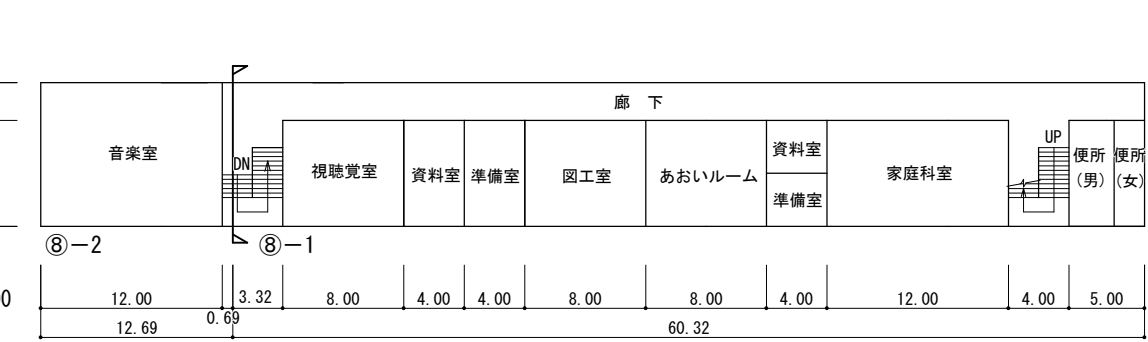 廊 下
音楽室
DN
視聴覚室
資料室
準備室
図工室
あおいルーム
資料室
準備室
家庭科室
UP
便所
(男)
便所
(女)
⑧−2
⑧−1
12.00
3.32
8.00
4.00
4.00
8.00
8.00
4.00
12.00
4.00
5.00
0.69
12.69
60.32